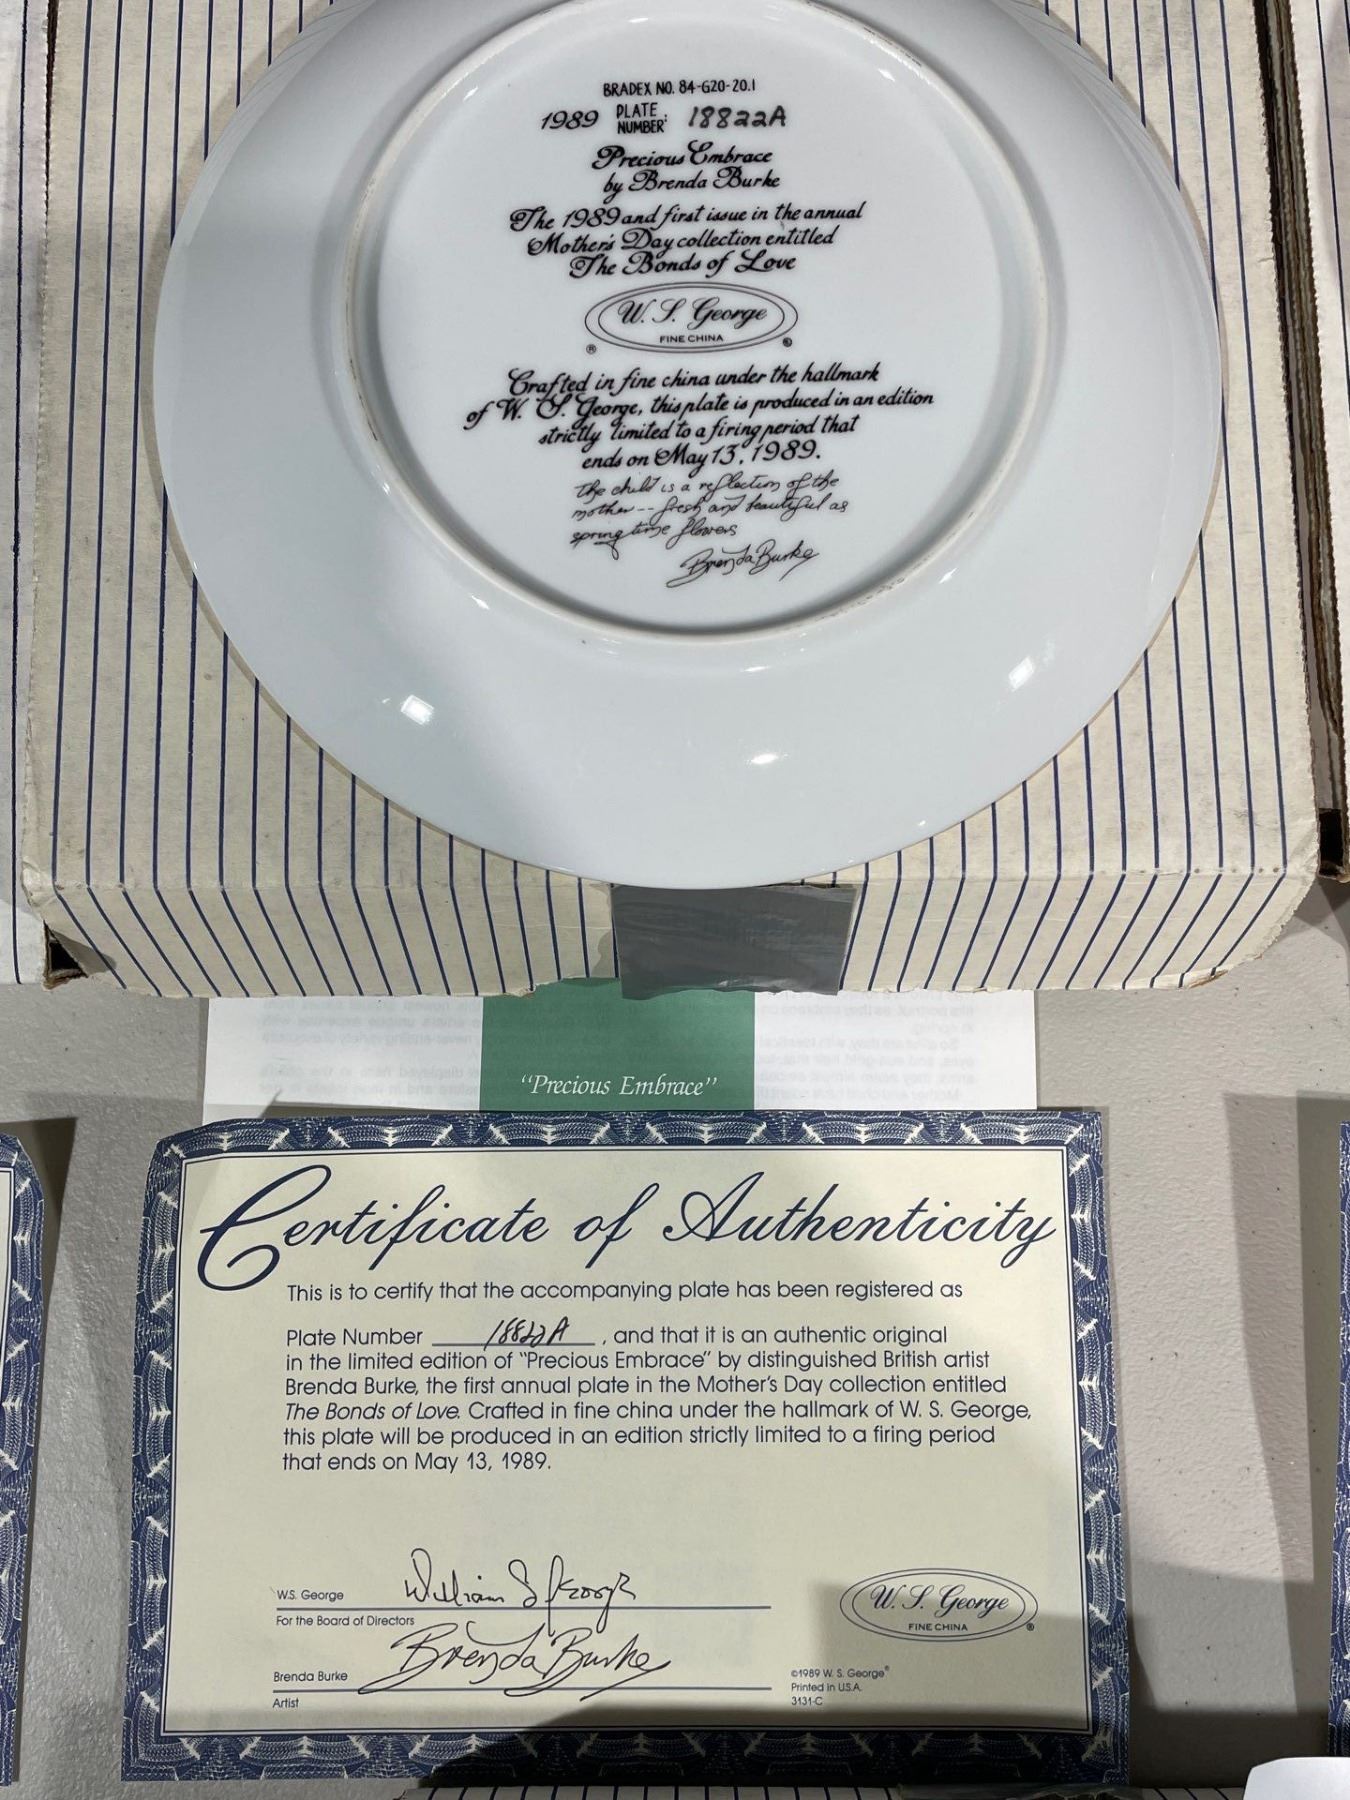 BRADEX NO. 84-G20-20.1
1989 PLATE NUMBER: 18822A
Precious Embrace
by Brenda Burke
The 1989 and first issue in the annual
Mother's Day collection entitled
The Bonds of Love
W. S. George
FINE CHINA
®
Crafted in fine china under the hallmark
of W. S. George, this plate is produced in an edition
strictly limited to a firing period that
ends on May 13, 1989.
The child is a reflection of the
mother -- fresh and beautiful as
springtime flowers
Brenda Burke
"Precious Embrace"
Certificate of Authenticity
This is to certify that the accompanying plate has been registered as
Plate Number 18822A, and that it is an authentic original
in the limited edition of "Precious Embrace" by distinguished British artist
Brenda Burke, the first annual plate in the Mother's Day collection entitled
The Bonds of Love. Crafted in fine china under the hallmark of W. S. George,
this plate will be produced in an edition strictly limited to a firing period
that ends on May 13, 1989.
W.S. George William S George
For the Board of Directors
Brenda Burke Brenda Burke
Artist
W. S. George
FINE CHINA
®
©1989 W. S. George®
Printed in U.S.A.
3131-C